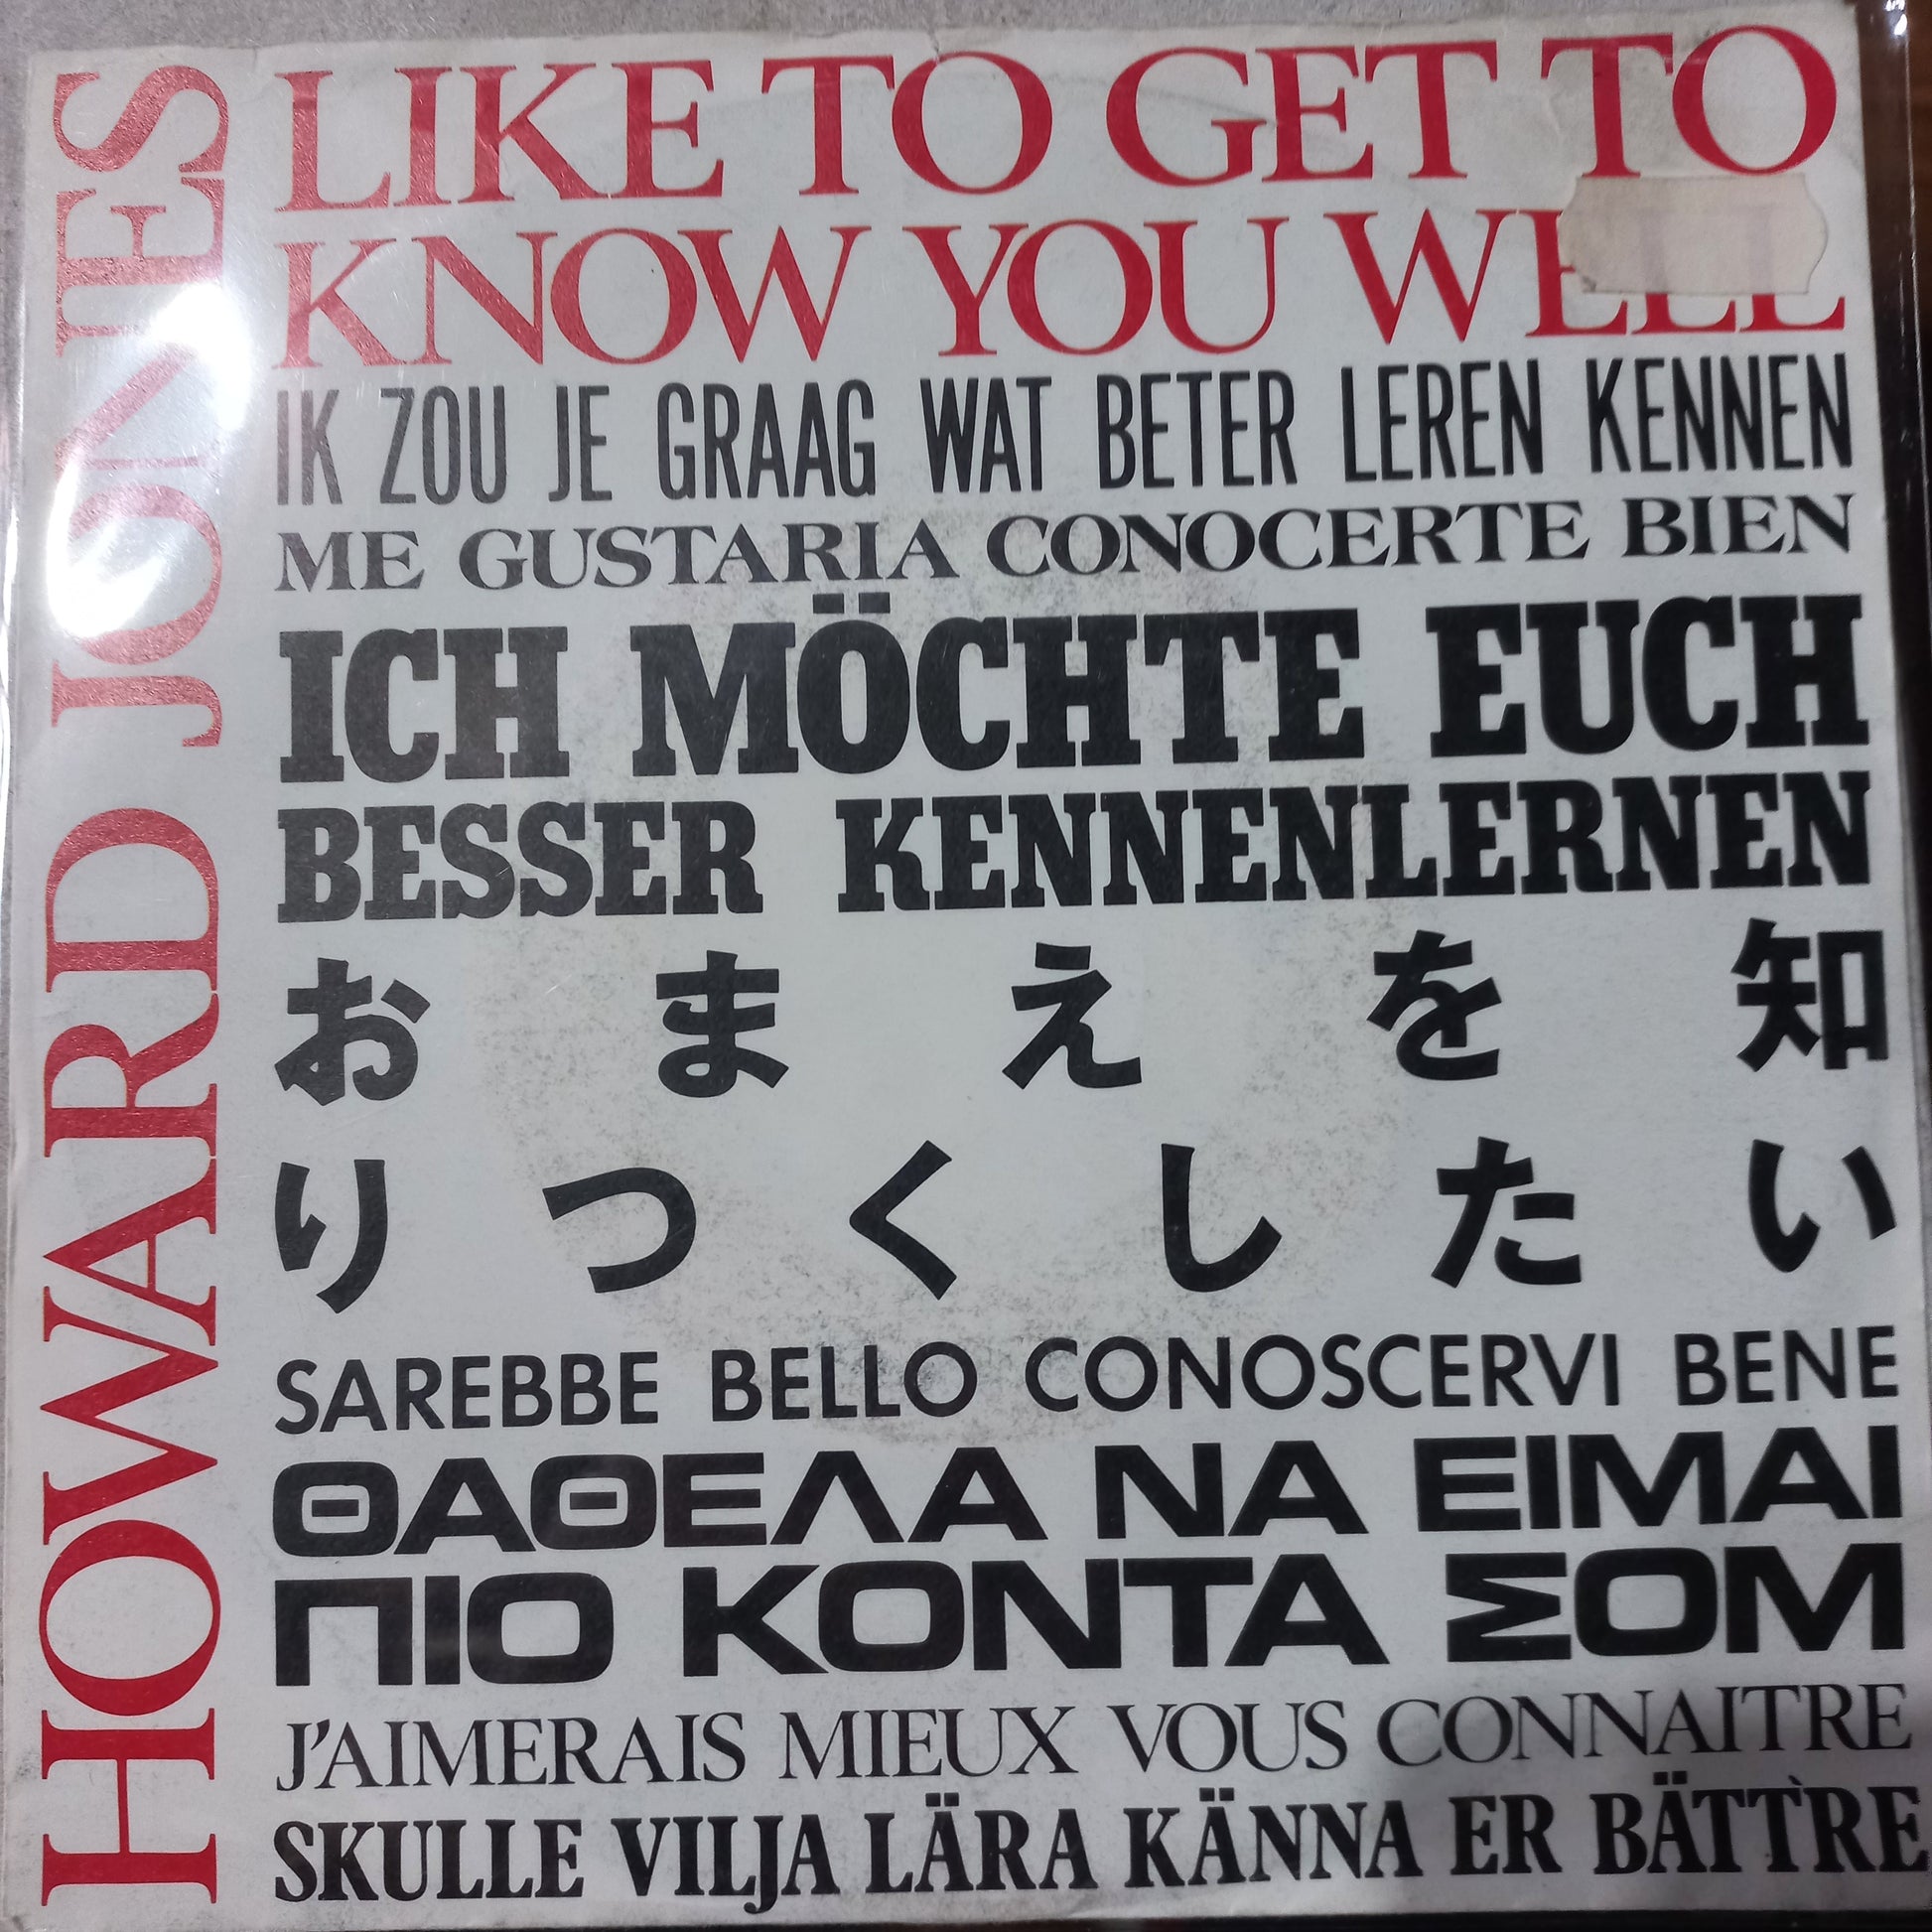 HOWARD JONES
LIKE TO GET TO
KNOW YOU WELL
IK ZOU JE GRAAG WAT BETER LEREN KENNEN
ME GUSTARIA CONOCERTE BIEN
ICH MÖCHTE EUCH
BESSER KENNENLERNEN
おまえを知
りつくしたい
SAREBBE BELLO CONOSCERVI BENE
ΘΑΘΕΛΑ ΝΑ ΕΙΜΑΙ
ΠΙΟ ΚΟΝΤΑ ΣΟΜ
J'AIMERAIS MIEUX VOUS CONNAITRE
SKULLE VILJA LÄRA KÄNNA ER BÄTT̀RE